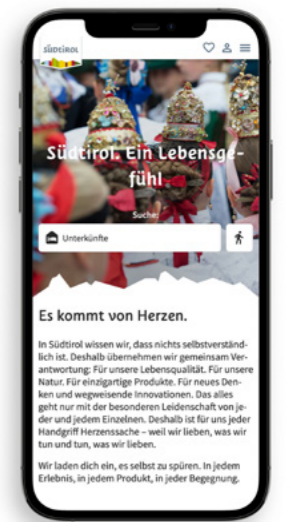 SÜDTIROL
Südtirol. Ein Lebensge-
fühl
Suche:
Unterkünfte
Es kommt von Herzen.
In Südtirol wissen wir, dass nichts selbstverständ-
lich ist. Deshalb übernehmen wir gemeinsam Ver-
antwortung: Für unsere Lebensqualität. Für unsere
Natur. Für einzigartige Produkte. Für neues Den-
ken und wegweisende Innovationen. Das alles
geht nur mit der besonderen Leidenschaft von je-
der und jedem Einzelnen. Deshalb ist für uns jeder
Handgriff Herzenssache – weil wir lieben, was wir
tun und tun, was wir lieben.
Wir laden dich ein, es selbst zu spüren. In jedem
Erlebnis, in jedem Produkt, in jeder Begegnung.